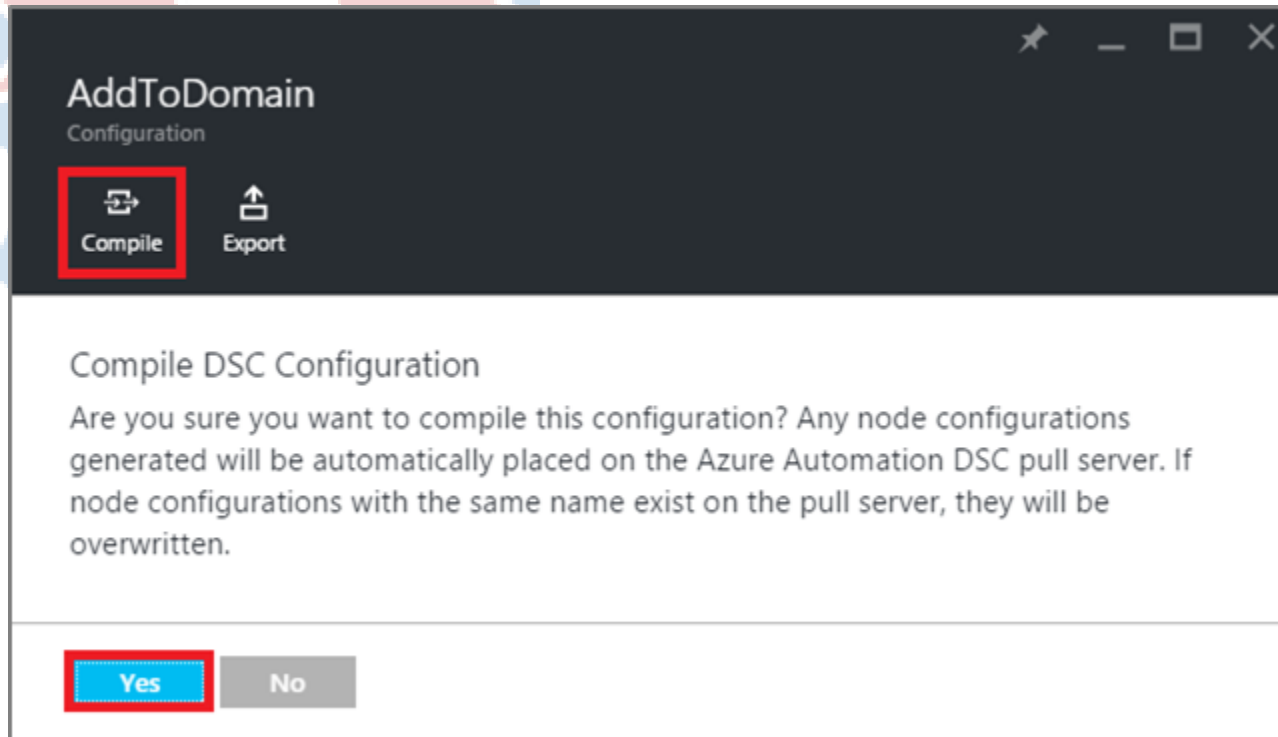 AddToDomain
Configuration
Compile Export
Compile DSC Configuration
Are you sure you want to compile this configuration? Any node configurations
generated will be automatically placed on the Azure Automation DSC pull server. If
node configurations with the same name exist on the pull server, they will be
overwritten.
Yes No